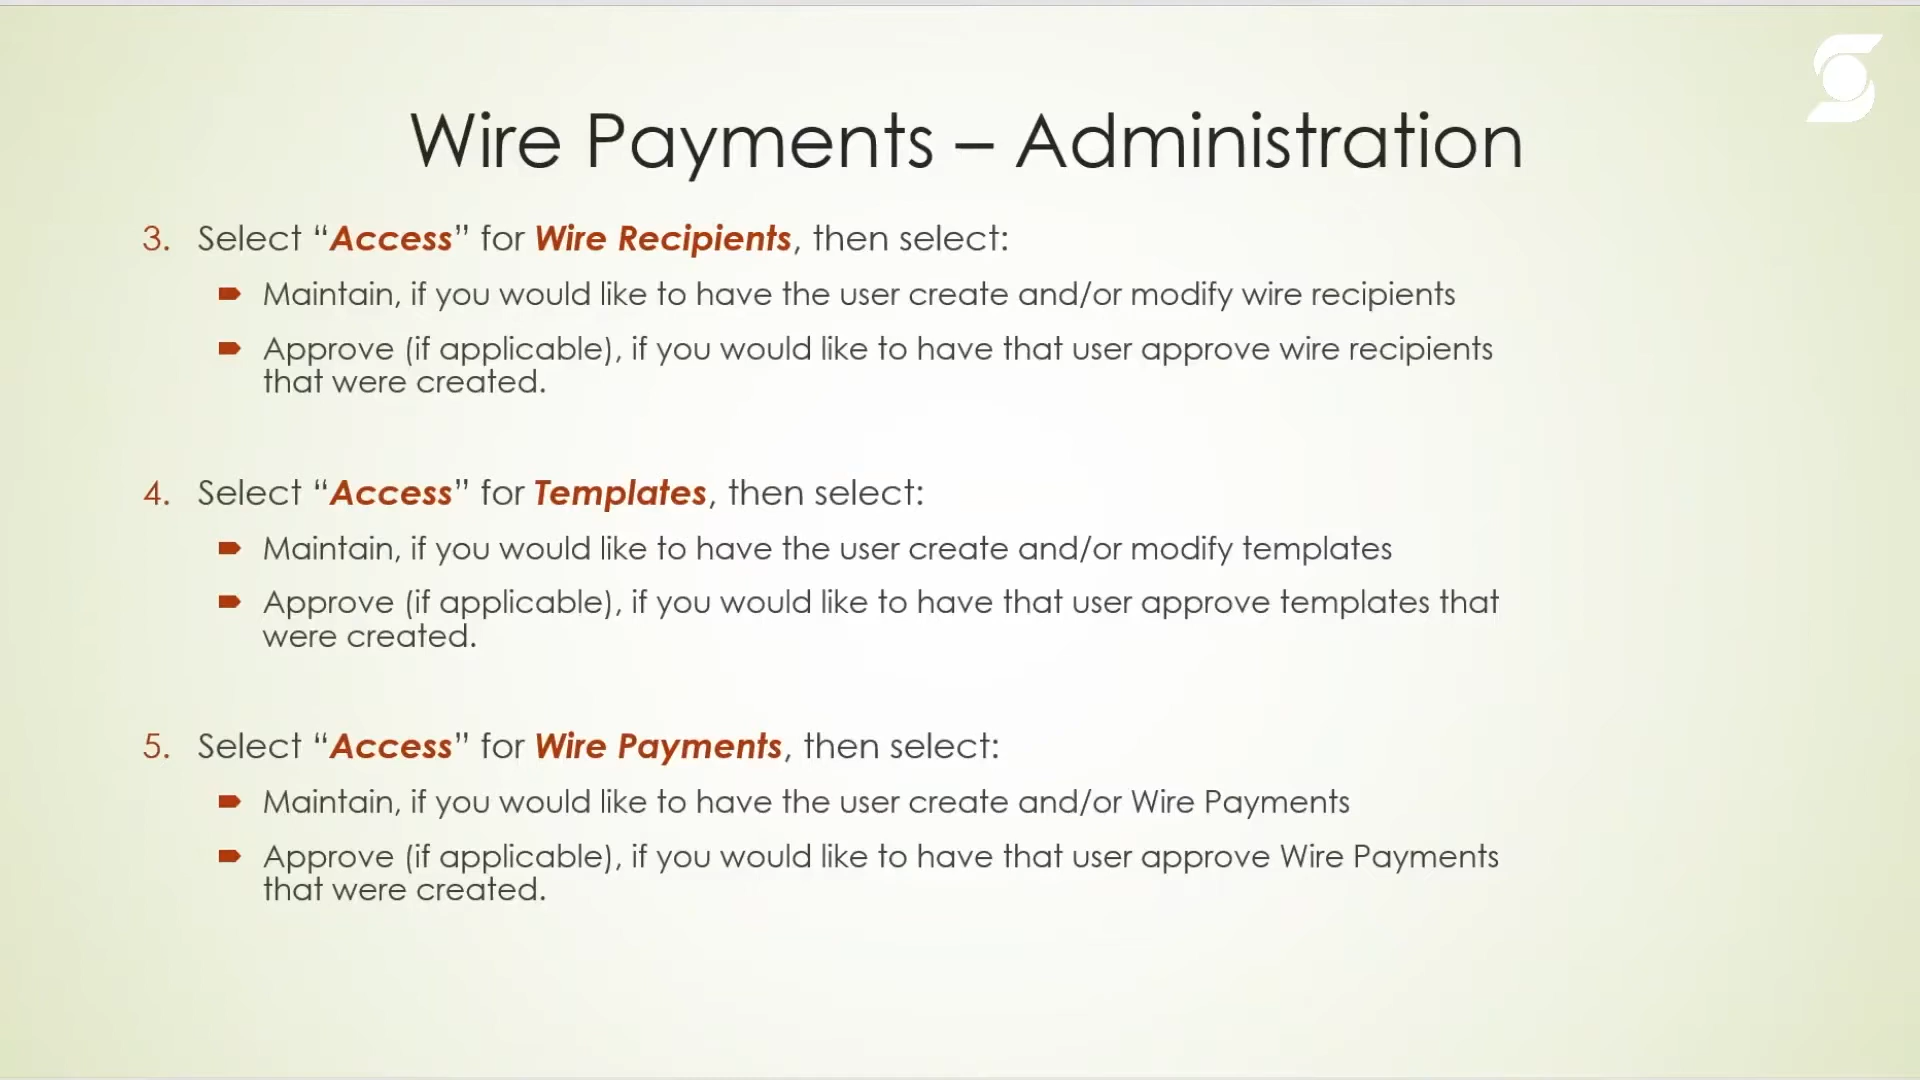 Wire Payments – Administration
3. Select “Access” for Wire Recipients, then select:
Maintain, if you would like to have the user create and/or modify wire recipients
Approve (if applicable), if you would like to have that user approve wire recipients
that were created.
4. Select “Access” for Templates, then select:
Maintain, if you would like to have the user create and/or modify templates
Approve (if applicable), if you would like to have that user approve templates that
were created.
5. Select “Access” for Wire Payments, then select:
Maintain, if you would like to have the user create and/or Wire Payments
Approve (if applicable), if you would like to have that user approve Wire Payments
that were created.